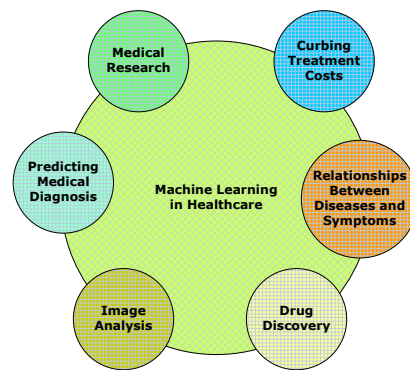 Medical
Research
Curbing
Treatment
Costs
Predicting
Medical
Diagnosis
Machine Learning
in Healthcare
Relationships
Between
Diseases and
Symptoms
Image
Analysis
Drug
Discovery